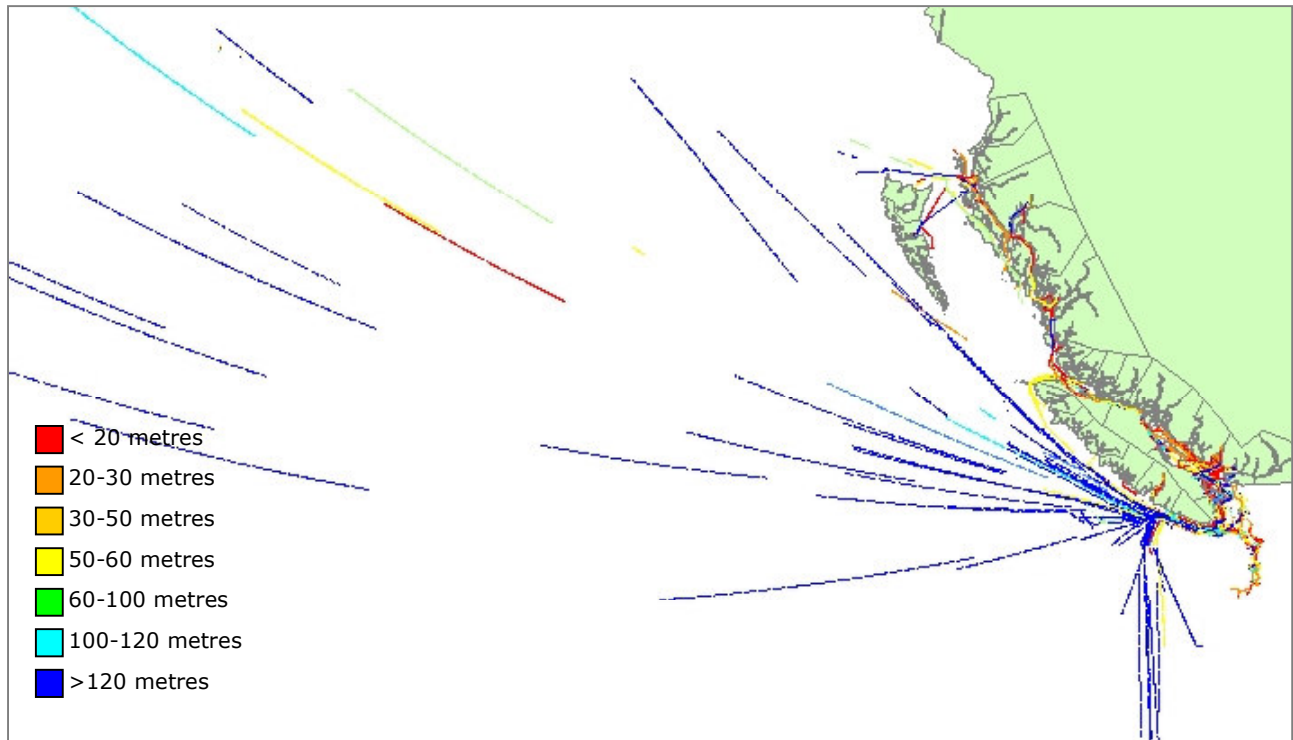 < 20 metres
20-30 metres
30-50 metres
50-60 metres
60-100 metres
100-120 metres
>120 metres